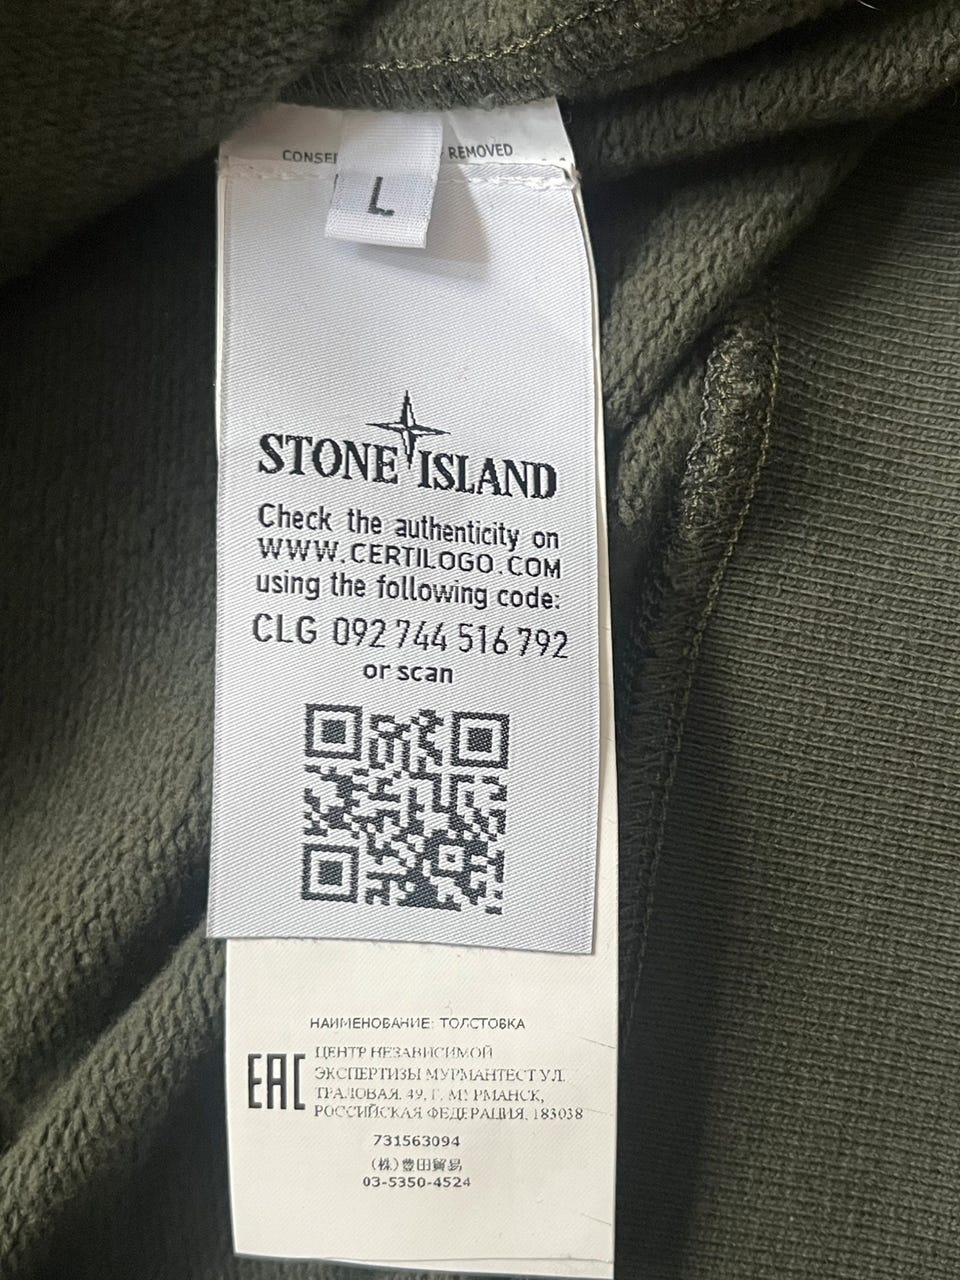 REMOVED
L
STONE ISLAND
Check the authenticity on
WWW.CERTILOGO.COM
using the following code:
CLG 092 744 516 792
or scan
НАИМЕНОВАНИЕ: ТОЛСТОВКА
EAC
ЦЕНТР НЕЗАВИСИМОЙ
ЭКСПЕРТИЗЫ МУРМАНТЕСТ УЛ.
ТРАЛОВАЯ, 49, Г. МУРМАНСК,
РОССИЙСКАЯ ФЕДЕРАЦИЯ, 183038
731563094
(株)豊田貿易
03-5350-4524